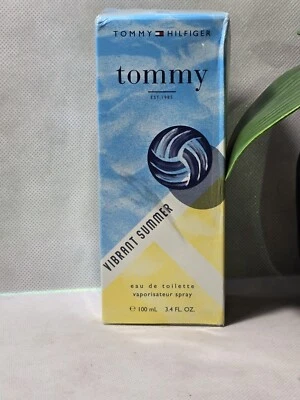 TOMMY HILFIGER
tommy
EST. 1985
VIBRANT SUMMER
eau de toilette
vaporisateur spray
℮ 100 mL 3.4 FL. OZ.